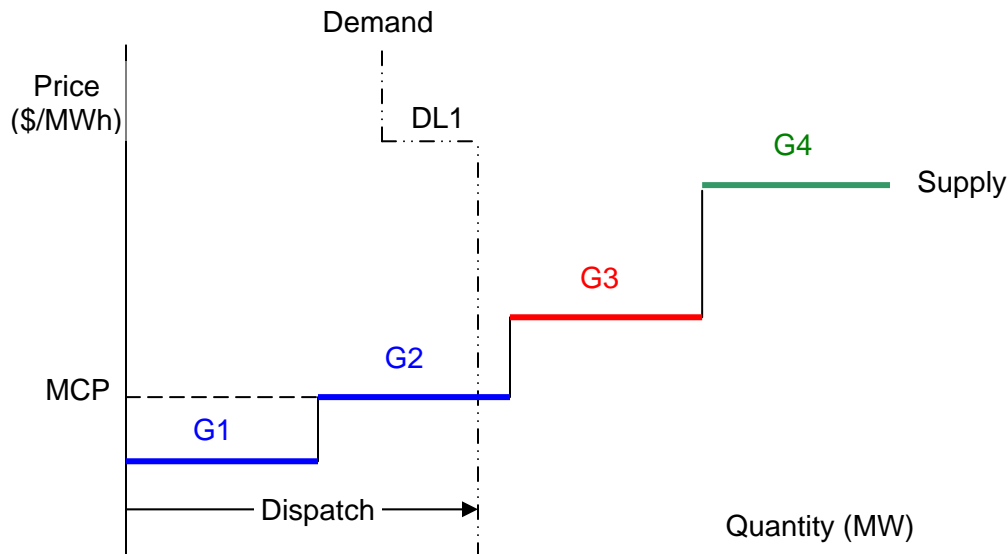 Demand
Price
($/MWh)
DL1
G4
Supply
G3
G2
MCP
G1
Dispatch
Quantity (MW)